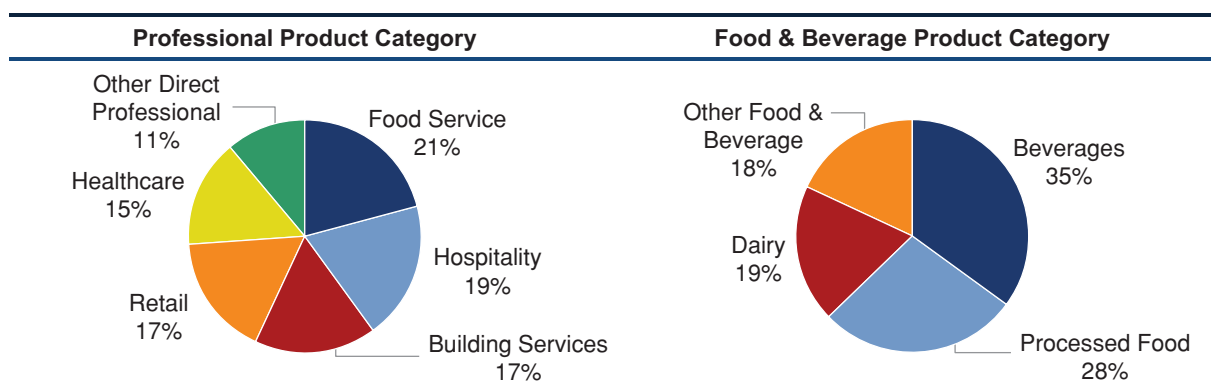 Professional Product Category
Other Direct
Professional
11%
Food Service
21%
Healthcare
15%
Hospitality
19%
Retail
17%
Building Services
17%
Food & Beverage Product Category
Other Food &
Beverage
18%
Beverages
35%
Dairy
19%
Processed Food
28%